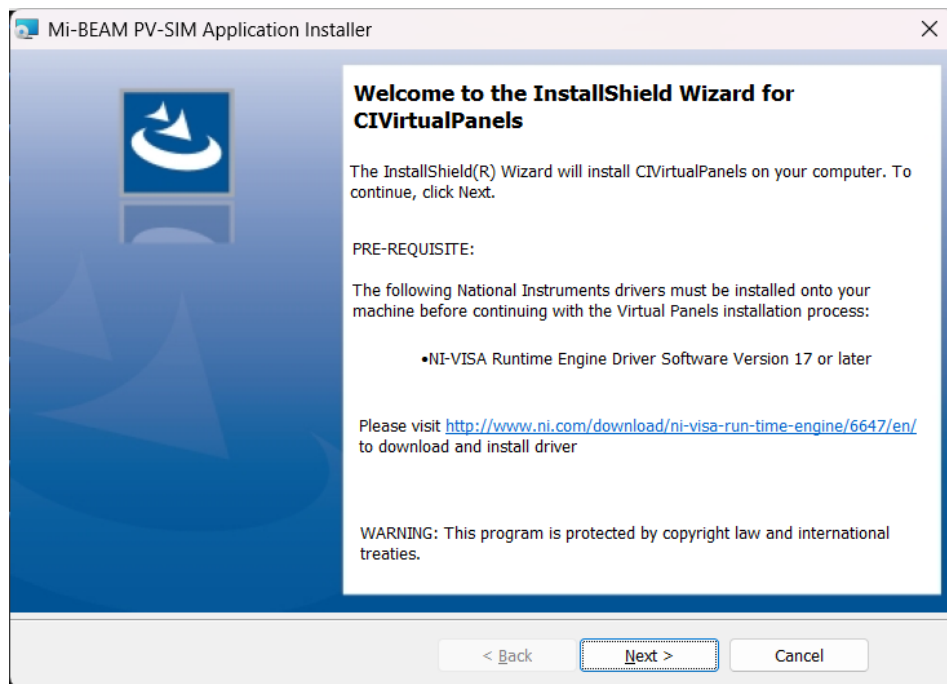 Mi-BEAM PV-SIM Application Installer
Welcome to the InstallShield Wizard for
CIVirtualPanels
The InstallShield(R) Wizard will install CIVirtualPanels on your computer. To
continue, click Next.
PRE-REQUISITE:
The following National Instruments drivers must be installed onto your
machine before continuing with the Virtual Panels installation process:
•NI-VISA Runtime Engine Driver Software Version 17 or later
Please visit http://www.ni.com/download/ni-visa-run-time-engine/6647/en/
to download and install driver
WARNING: This program is protected by copyright law and international
treaties.
< Back Next > Cancel